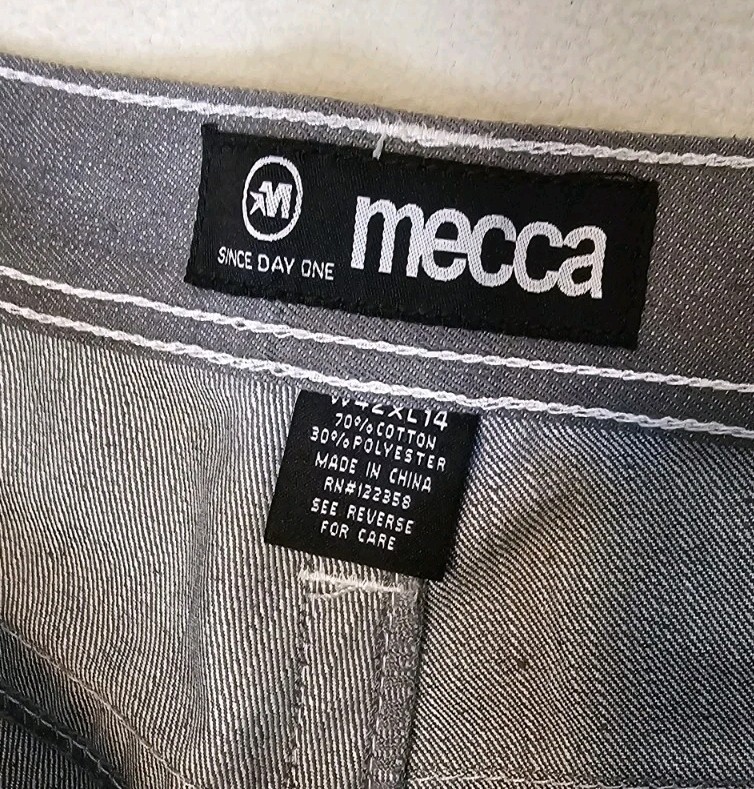 M
mecca
SINCE DAY ONE
W42XL14
70% COTTON
30% POLYESTER
MADE IN CHINA
RN#122358
SEE REVERSE
FOR CARE